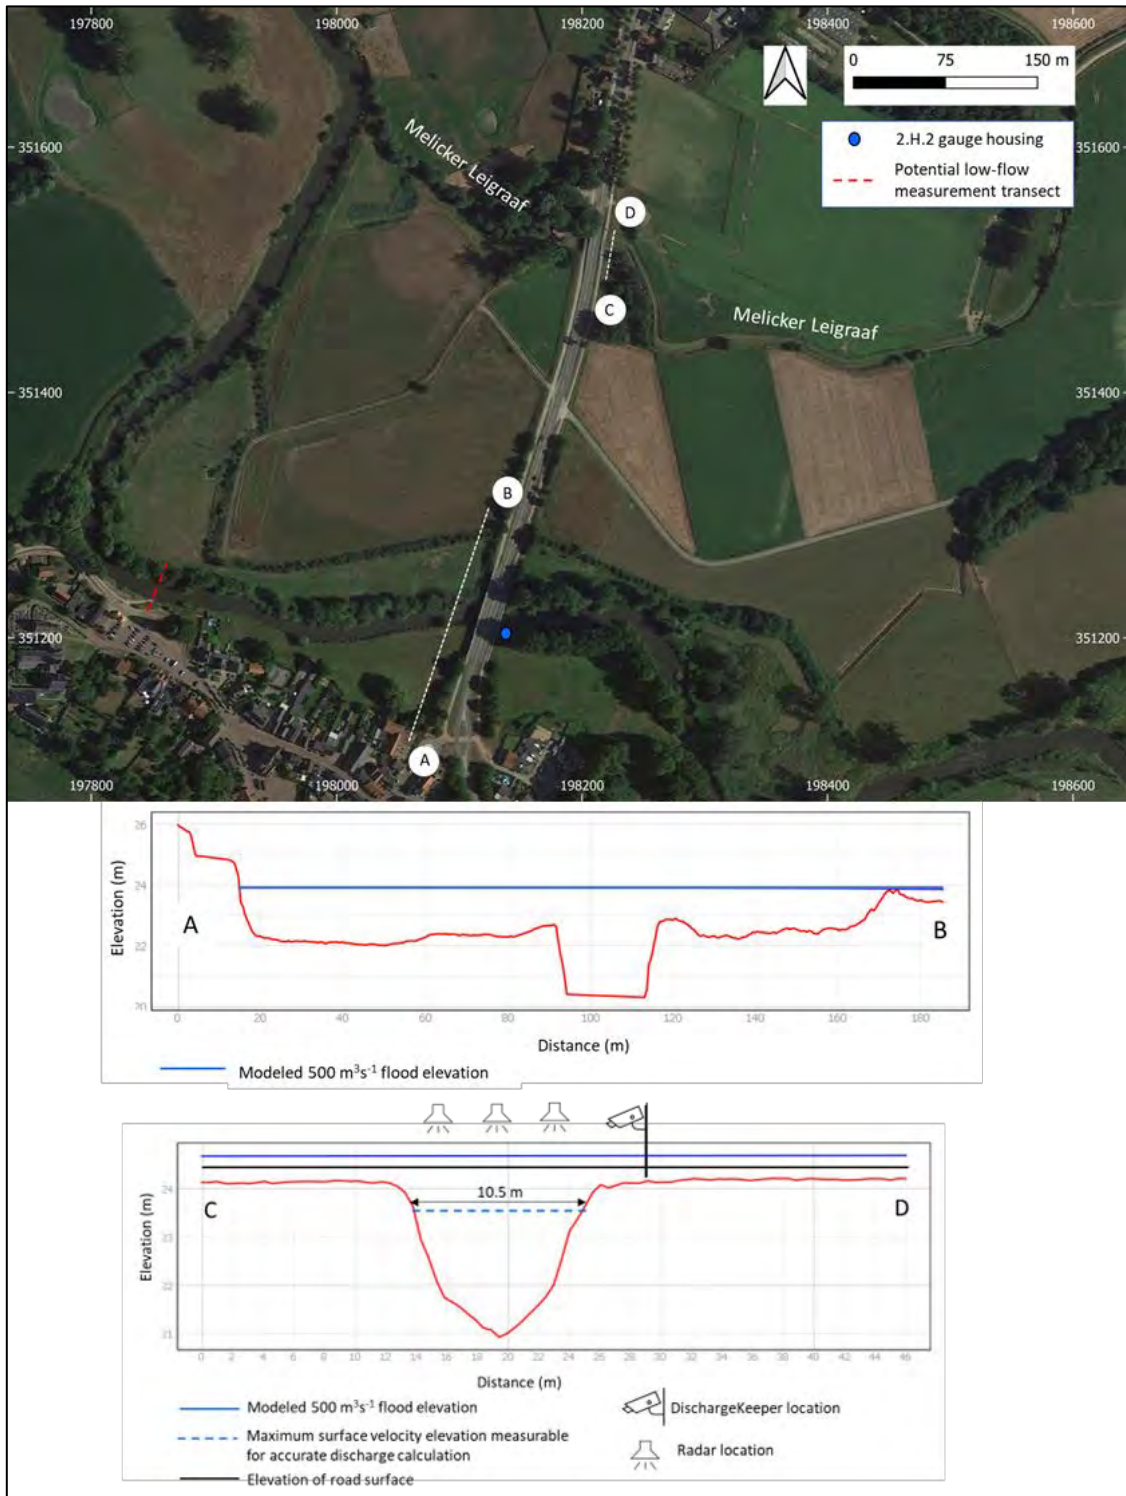 197800 198000 198200 198400 198600
0 75 150 m
351600 351600
2.H.2 gauge housing
Potential low-flow
measurement transect
Melicker Leigraaf
D
C
Melicker Leigraaf
351400 351400
B
351200 351200
A
197800 198000 198200 198400 198600
26
24
22
20
Elevation (m)
A
B
0 20 40 60 80 100 120 140 160 180
Distance (m)
Modeled 500 m³s⁻¹ flood elevation
10.5 m
C
D
24
23
22
21
Elevation (m)
0 2 4 6 8 10 12 14 16 18 20 22 24 26 28 30 32 34 36 38 40 42 44 46
Distance (m)
Modeled 500 m³s⁻¹ flood elevation
Maximum surface velocity elevation measurable
for accurate discharge calculation
Elevation of road surface
DischargeKeeper location
Radar location